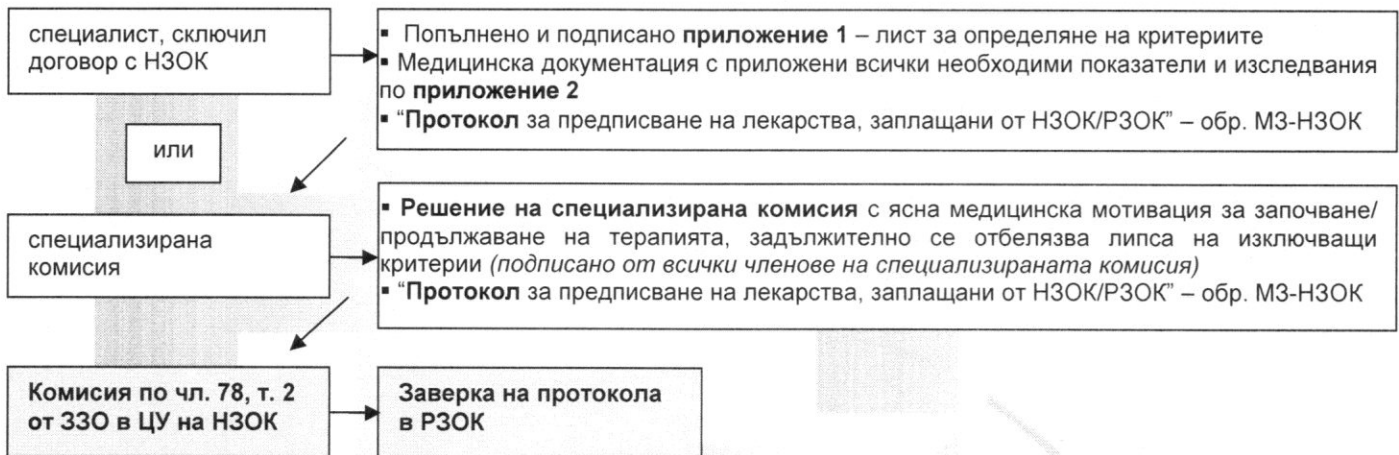 специалист, сключил
договор с НЗОК
▪ Попълнено и подписано приложение 1 – лист за определяне на критериите
▪ Медицинска документация с приложени всички необходими показатели и изследвания
по приложение 2
▪ “Протокол за предписване на лекарства, заплащани от НЗОК/РЗОК” – обр. МЗ-НЗОК
или
специализирана
комисия
▪ Решение на специализирана комисия с ясна медицинска мотивация за започване/
продължаване на терапията, задължително се отбелязва липса на изключващи
критерии (подписано от всички членове на специализираната комисия)
▪ “Протокол за предписване на лекарства, заплащани от НЗОК/РЗОК” – обр. МЗ-НЗОК
Комисия по чл. 78, т. 2
от ЗЗО в ЦУ на НЗОК
Заверка на протокола
в РЗОК